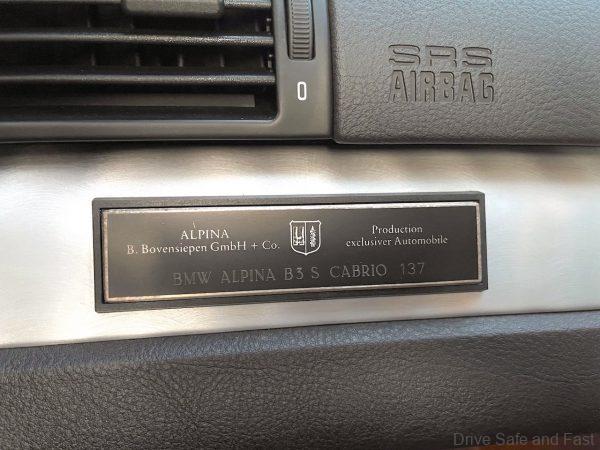 0
SRS
AIRBAG
ALPINA
B. Bovensiepen GmbH + Co.
Production
exclusiver Automobile
BMW ALPINA B3 S CABRIO 137
Drive Safe and Fast